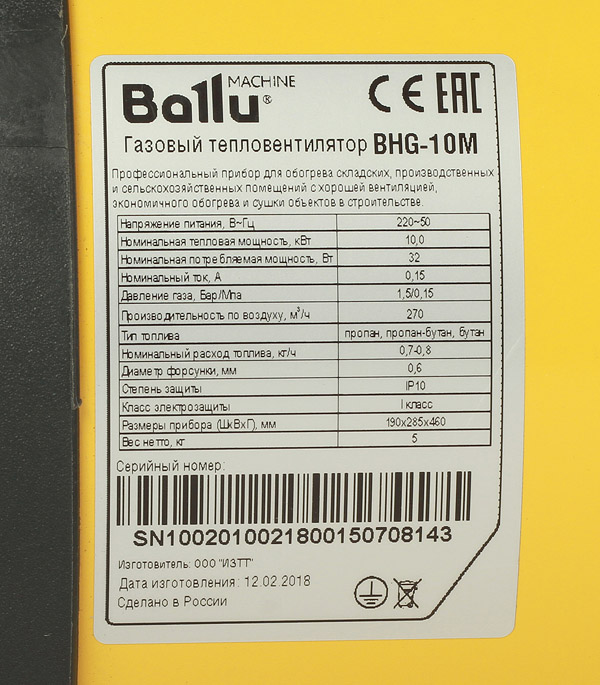 Ballu MACHINE ® CE EAC
Газовый тепловентилятор BHG-10M
Профессиональный прибор для обогрева складских, производственных
и сельскохозяйственных помещений с хорошей вентиляцией,
экономичного обогрева и сушки объектов в строительстве.
Напряжение питания, В~Гц 220~50
Номинальная тепловая мощность, кВт 10,0
Номинальная потребляемая мощность, Вт 32
Номинальный ток, А 0,15
Давление газа, Бар/Мпа 1,5/0,15
Производительность по воздуху, м³/ч 270
Тип топлива пропан, пропан-бутан, бутан
Номинальный расход топлива, кг/ч 0,7-0,8
Диаметр форсунки, мм 0,6
Степень защиты IP10
Класс электрозащиты I класс
Размеры прибора (ШхВхГ), мм 190x285x460
Вес нетто, кг 5
Серийный номер:
SN1002010021800150708143
Изготовитель: ООО "ИЗТТ"
Дата изготовления: 12.02.2018
Сделано в России